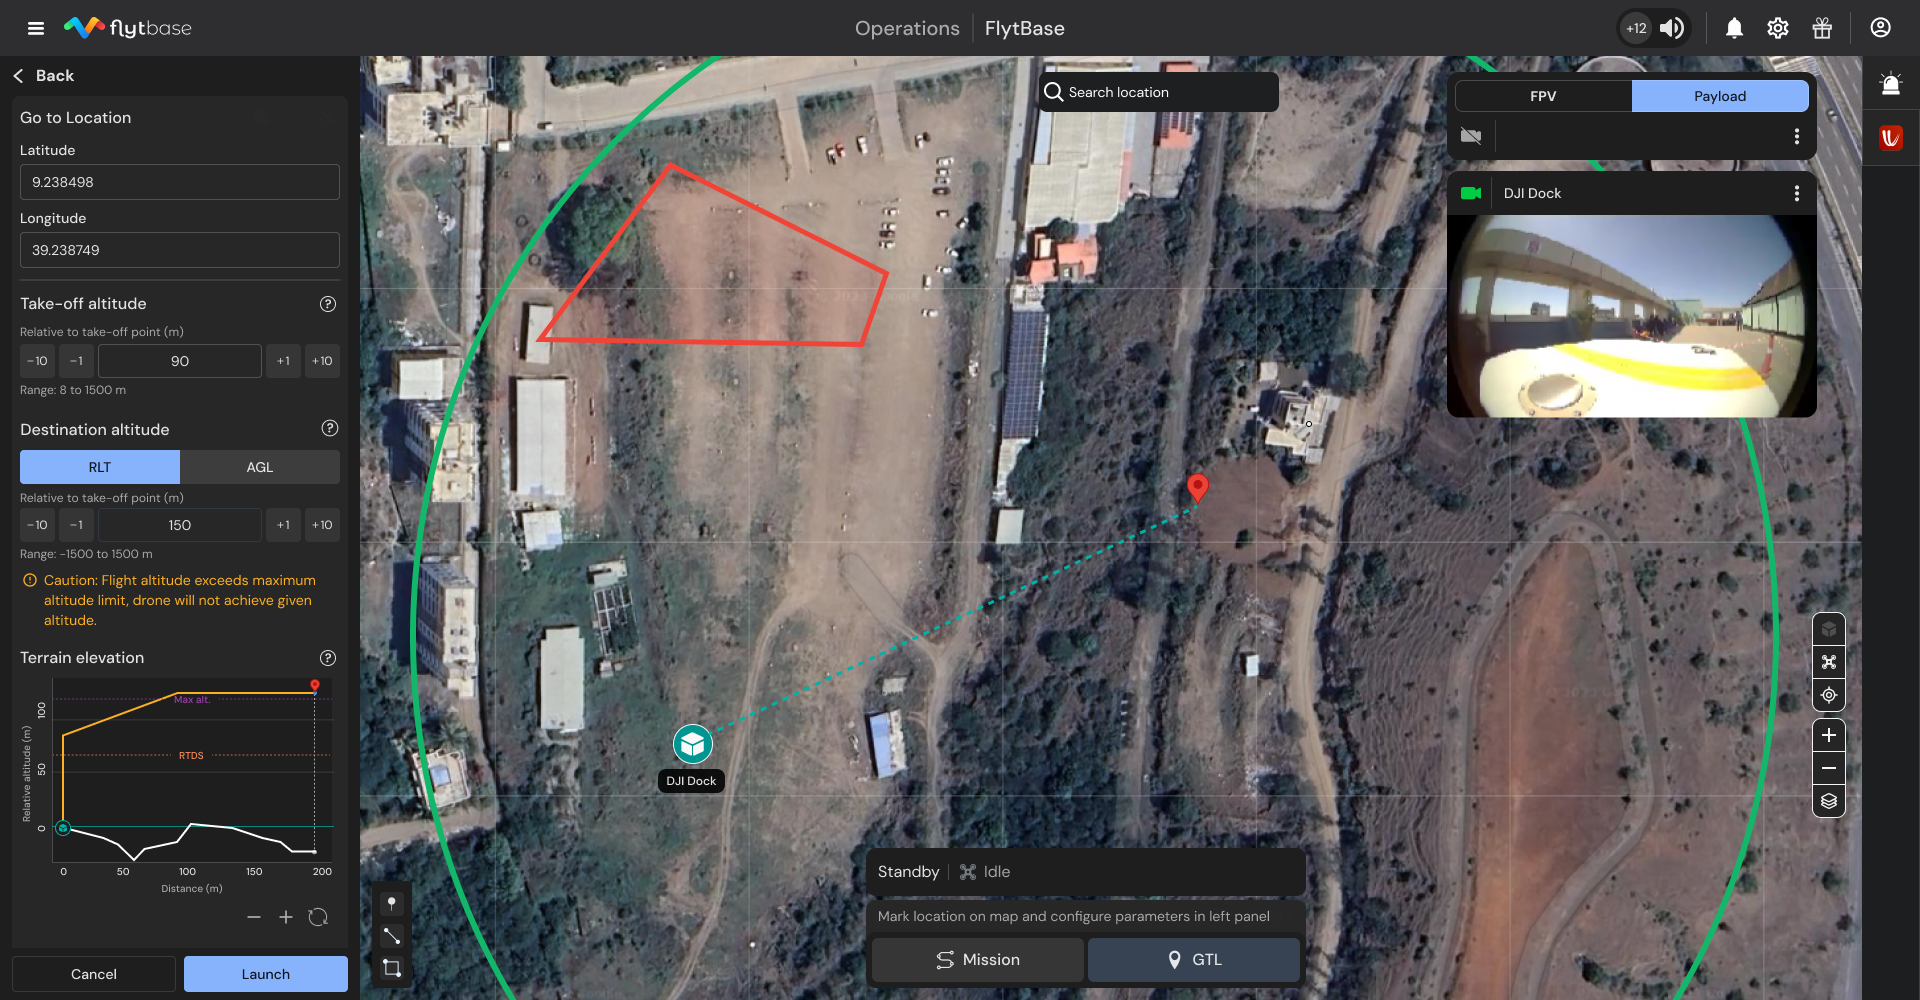 flytbase
Operations
FlytBase
+12
Back
Go to Location
Latitude
9.238498
Longitude
39.238749
Take-off altitude
Relative to take-off point (m)
-10
-1
90
+1
+10
Range: 8 to 1500 m
Destination altitude
RLT
AGL
Relative to take-off point (m)
-10
-1
150
+1
+10
Range: -1500 to 1500 m
Caution: Flight altitude exceeds maximum
altitude limit, drone will not achieve given
altitude.
Terrain elevation
Relative altitude (m)
100
50
0
Max alt.
RTDS
0
50
100
150
200
Distance (m)
Cancel
Launch
Search location
FPV
Payload
DJI Dock
DJI Dock
Standby
Idle
Mark location on map and configure parameters in left panel
Mission
GTL